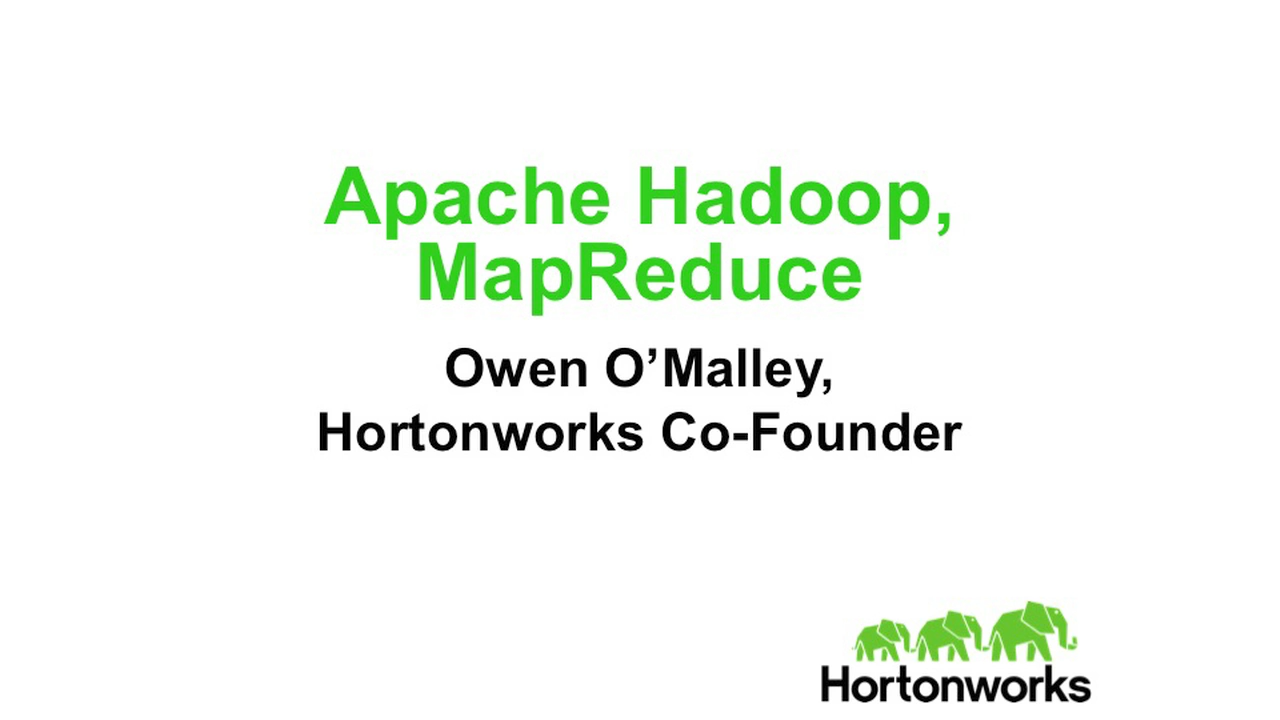 Apache Hadoop,
MapReduce
Owen O’Malley,
Hortonworks Co-Founder
Hortonworks